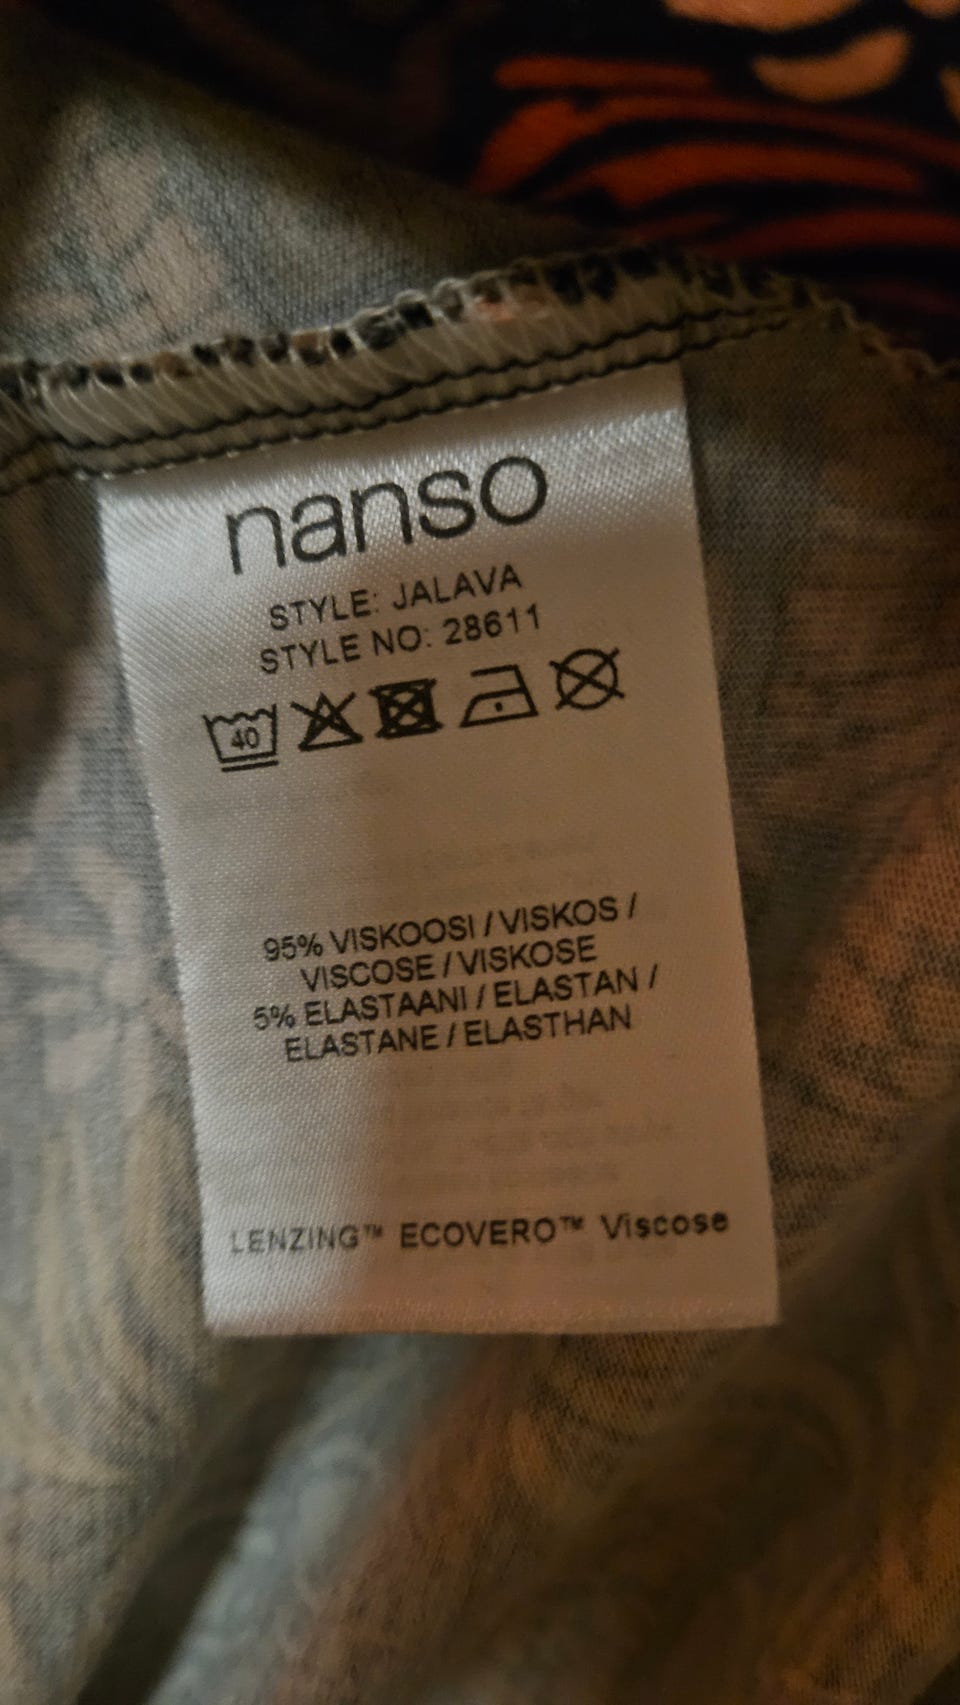 nanso
STYLE: JALAVA
STYLE NO: 28611
40
95% VISKOOSI / VISKOS /
VISCOSE / VISKOSE
5% ELASTAANI / ELASTAN /
ELASTANE / ELASTHAN
LENZING™ ECOVERO™ Viscose